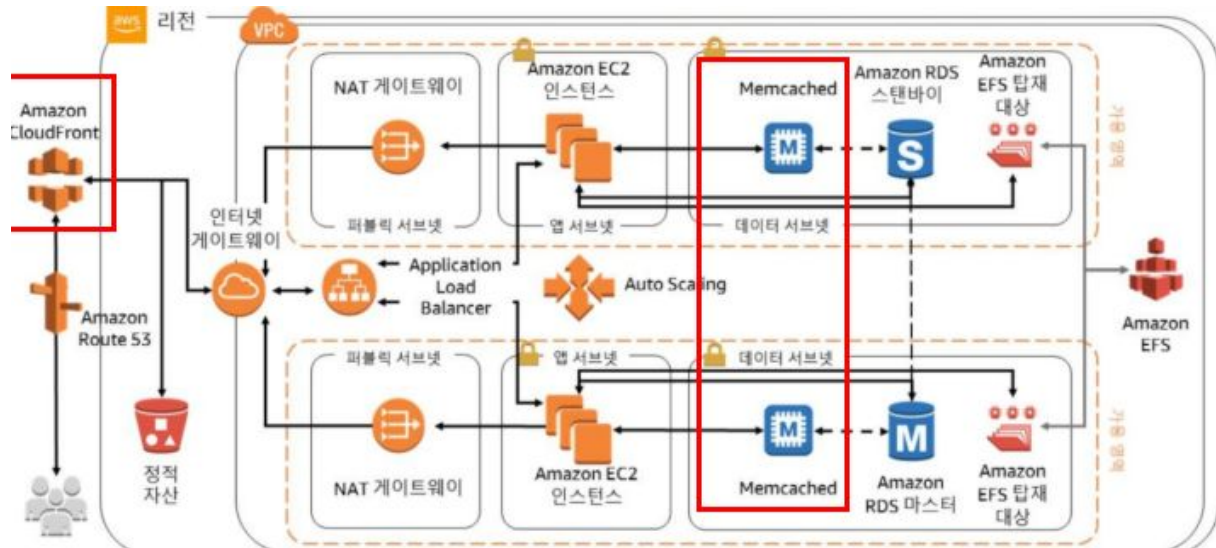 aws
리전
VPC
Amazon
CloudFront
Amazon
Route 53
정적
자산
인터넷
게이트웨이
NAT 게이트웨이
퍼블릭 서브넷
Amazon EC2
인스턴스
앱 서브넷
Memcached
Amazon RDS
스탠바이
Amazon
EFS 탑재
대상
M
S
데이터 서브넷
가용 영역
Application
Load
Balancer
Auto Scaling
Amazon
EFS
퍼블릭 서브넷
앱 서브넷
데이터 서브넷
M
M
NAT 게이트웨이
Amazon EC2
인스턴스
Memcached
Amazon
RDS 마스터
Amazon
EFS 탑재
대상
가용 영역